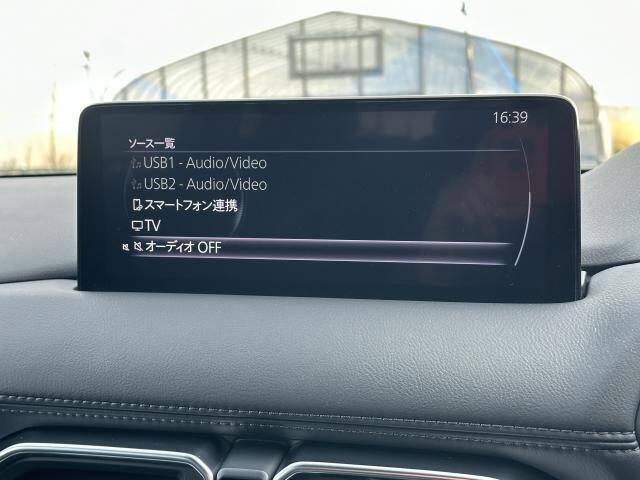 16:39
ソース一覧
USB1 - Audio/Video
USB2 - Audio/Video
スマートフォン連携
TV
オーディオ OFF